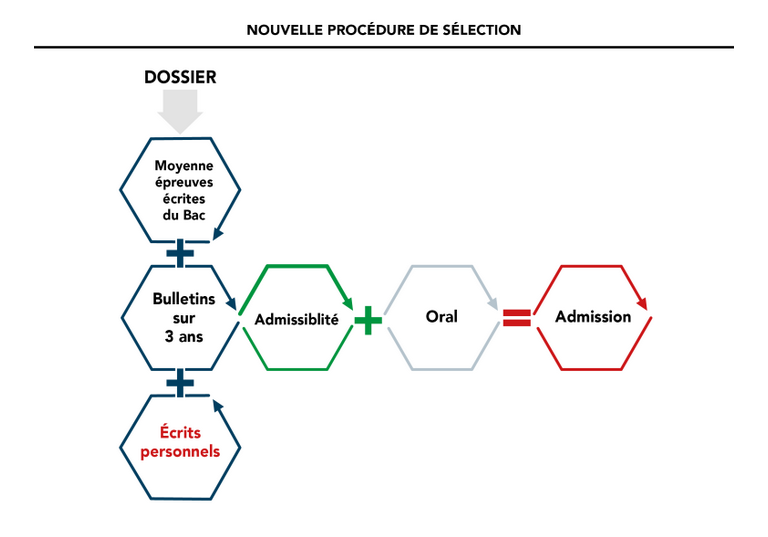 NOUVELLE PROCÉDURE DE SÉLECTION
DOSSIER
Moyenne
épreuves
écrites
du Bac
Bulletins
sur
3 ans
Admissiblité
Oral
Admission
Écrits
personnels